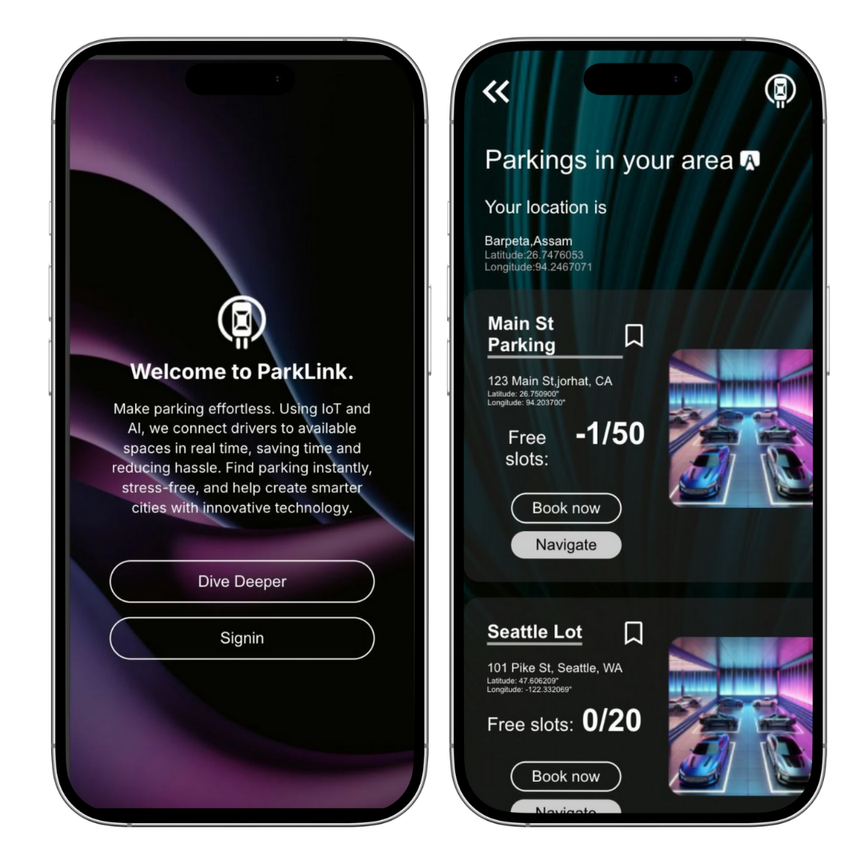 Welcome to ParkLink.
Make parking effortless. Using IoT and
AI, we connect drivers to available
spaces in real time, saving time and
reducing hassle. Find parking instantly,
stress-free, and help create smarter
cities with innovative technology.
Dive Deeper
Signin
Parkings in your area
Your location is
Barpeta,Assam
Latitude:26.7476053
Longitude:94.2467071
Main St
Parking
123 Main St,jorhat, CA
Latitude: 26.750900°
Longitude: 94.203700°
Free
slots:
-1/50
Book now
Navigate
Seattle Lot
101 Pike St, Seattle, WA
Latitude: 47.606209°
Longitude: -122.332069°
Free slots: 0/20
Book now
Navigate